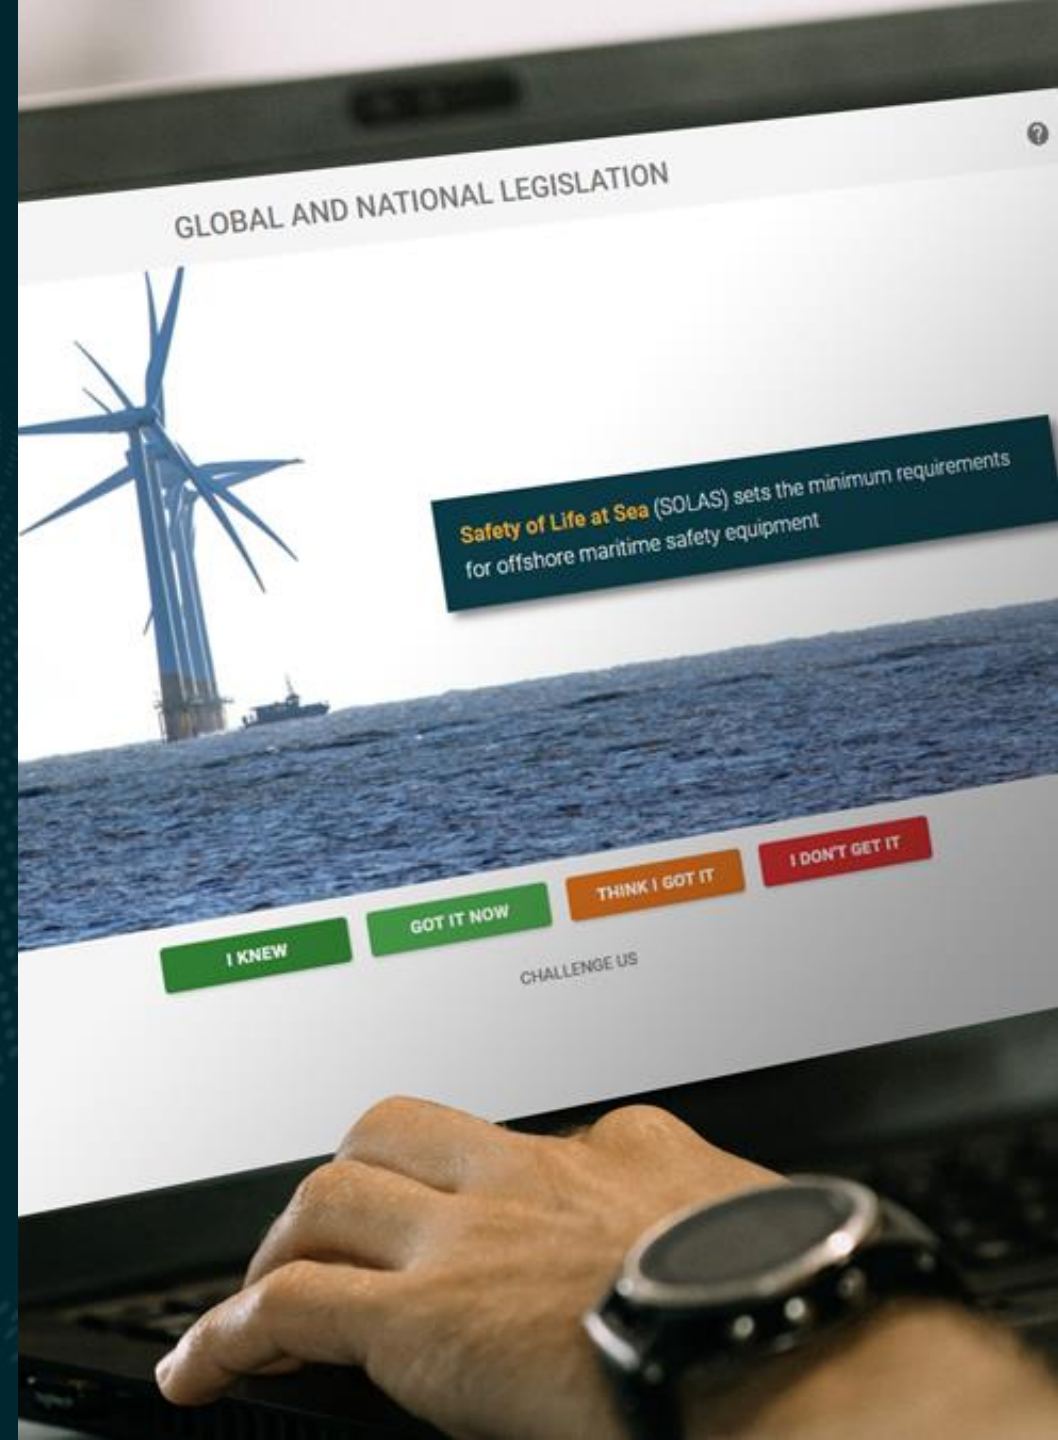 GLOBAL AND NATIONAL LEGISLATION
Safety of Life at Sea (SOLAS) sets the minimum requirements
for offshore maritime safety equipment
I KNEW
GOT IT NOW
THINK I GOT IT
I DON'T GET IT
CHALLENGE US